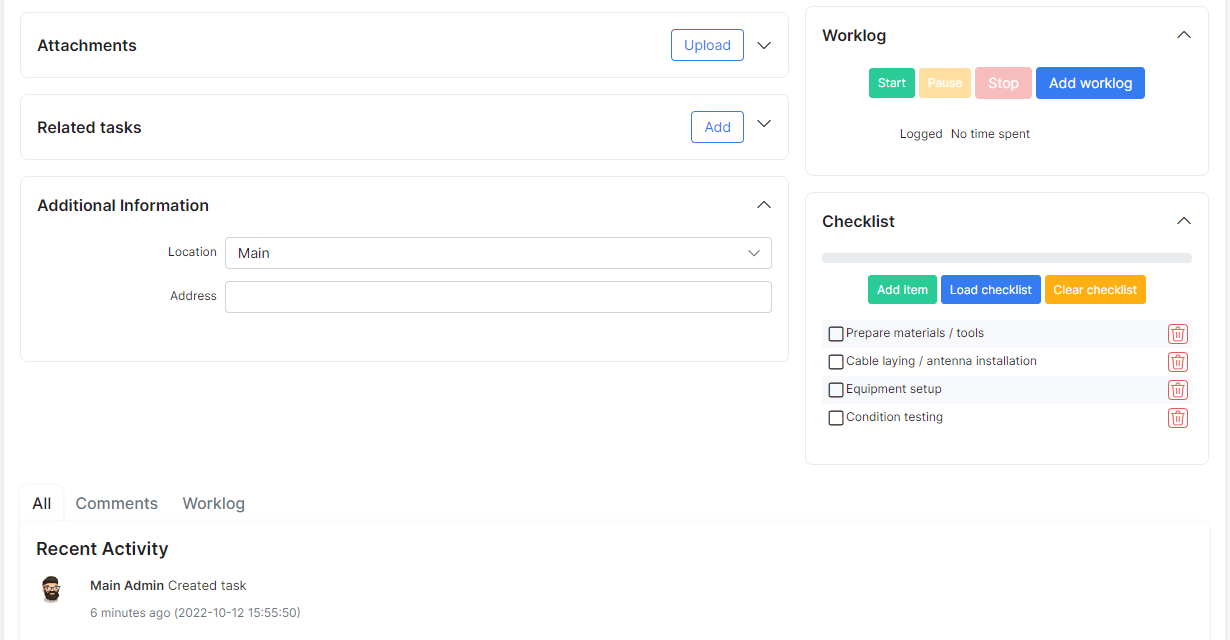 Attachments
Upload
Related tasks
Add
Additional Information
Location Main
Address
Worklog
Start Pause Stop Add worklog
Logged No time spent
Checklist
Add item Load checklist Clear checklist
Prepare materials / tools
Cable laying / antenna installation
Equipment setup
Condition testing
All Comments Worklog
Recent Activity
Main Admin Created task
6 minutes ago (2022-10-12 15:55:50)